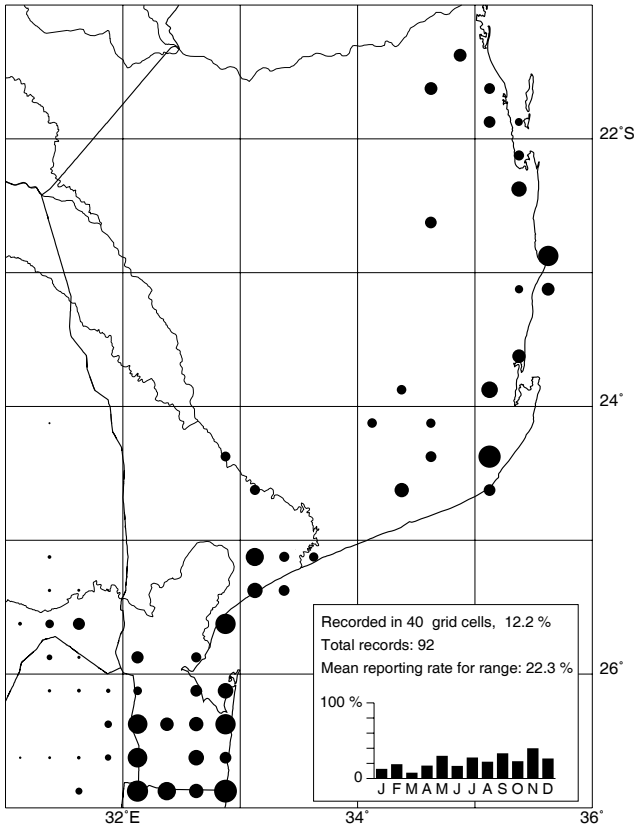 22°S
24°
Recorded in 40 grid cells, 12.2 %
Total records: 92
Mean reporting rate for range: 22.3 %
26°
100 %
0
J F M A M J J A S O N D
32°E 34° 36°